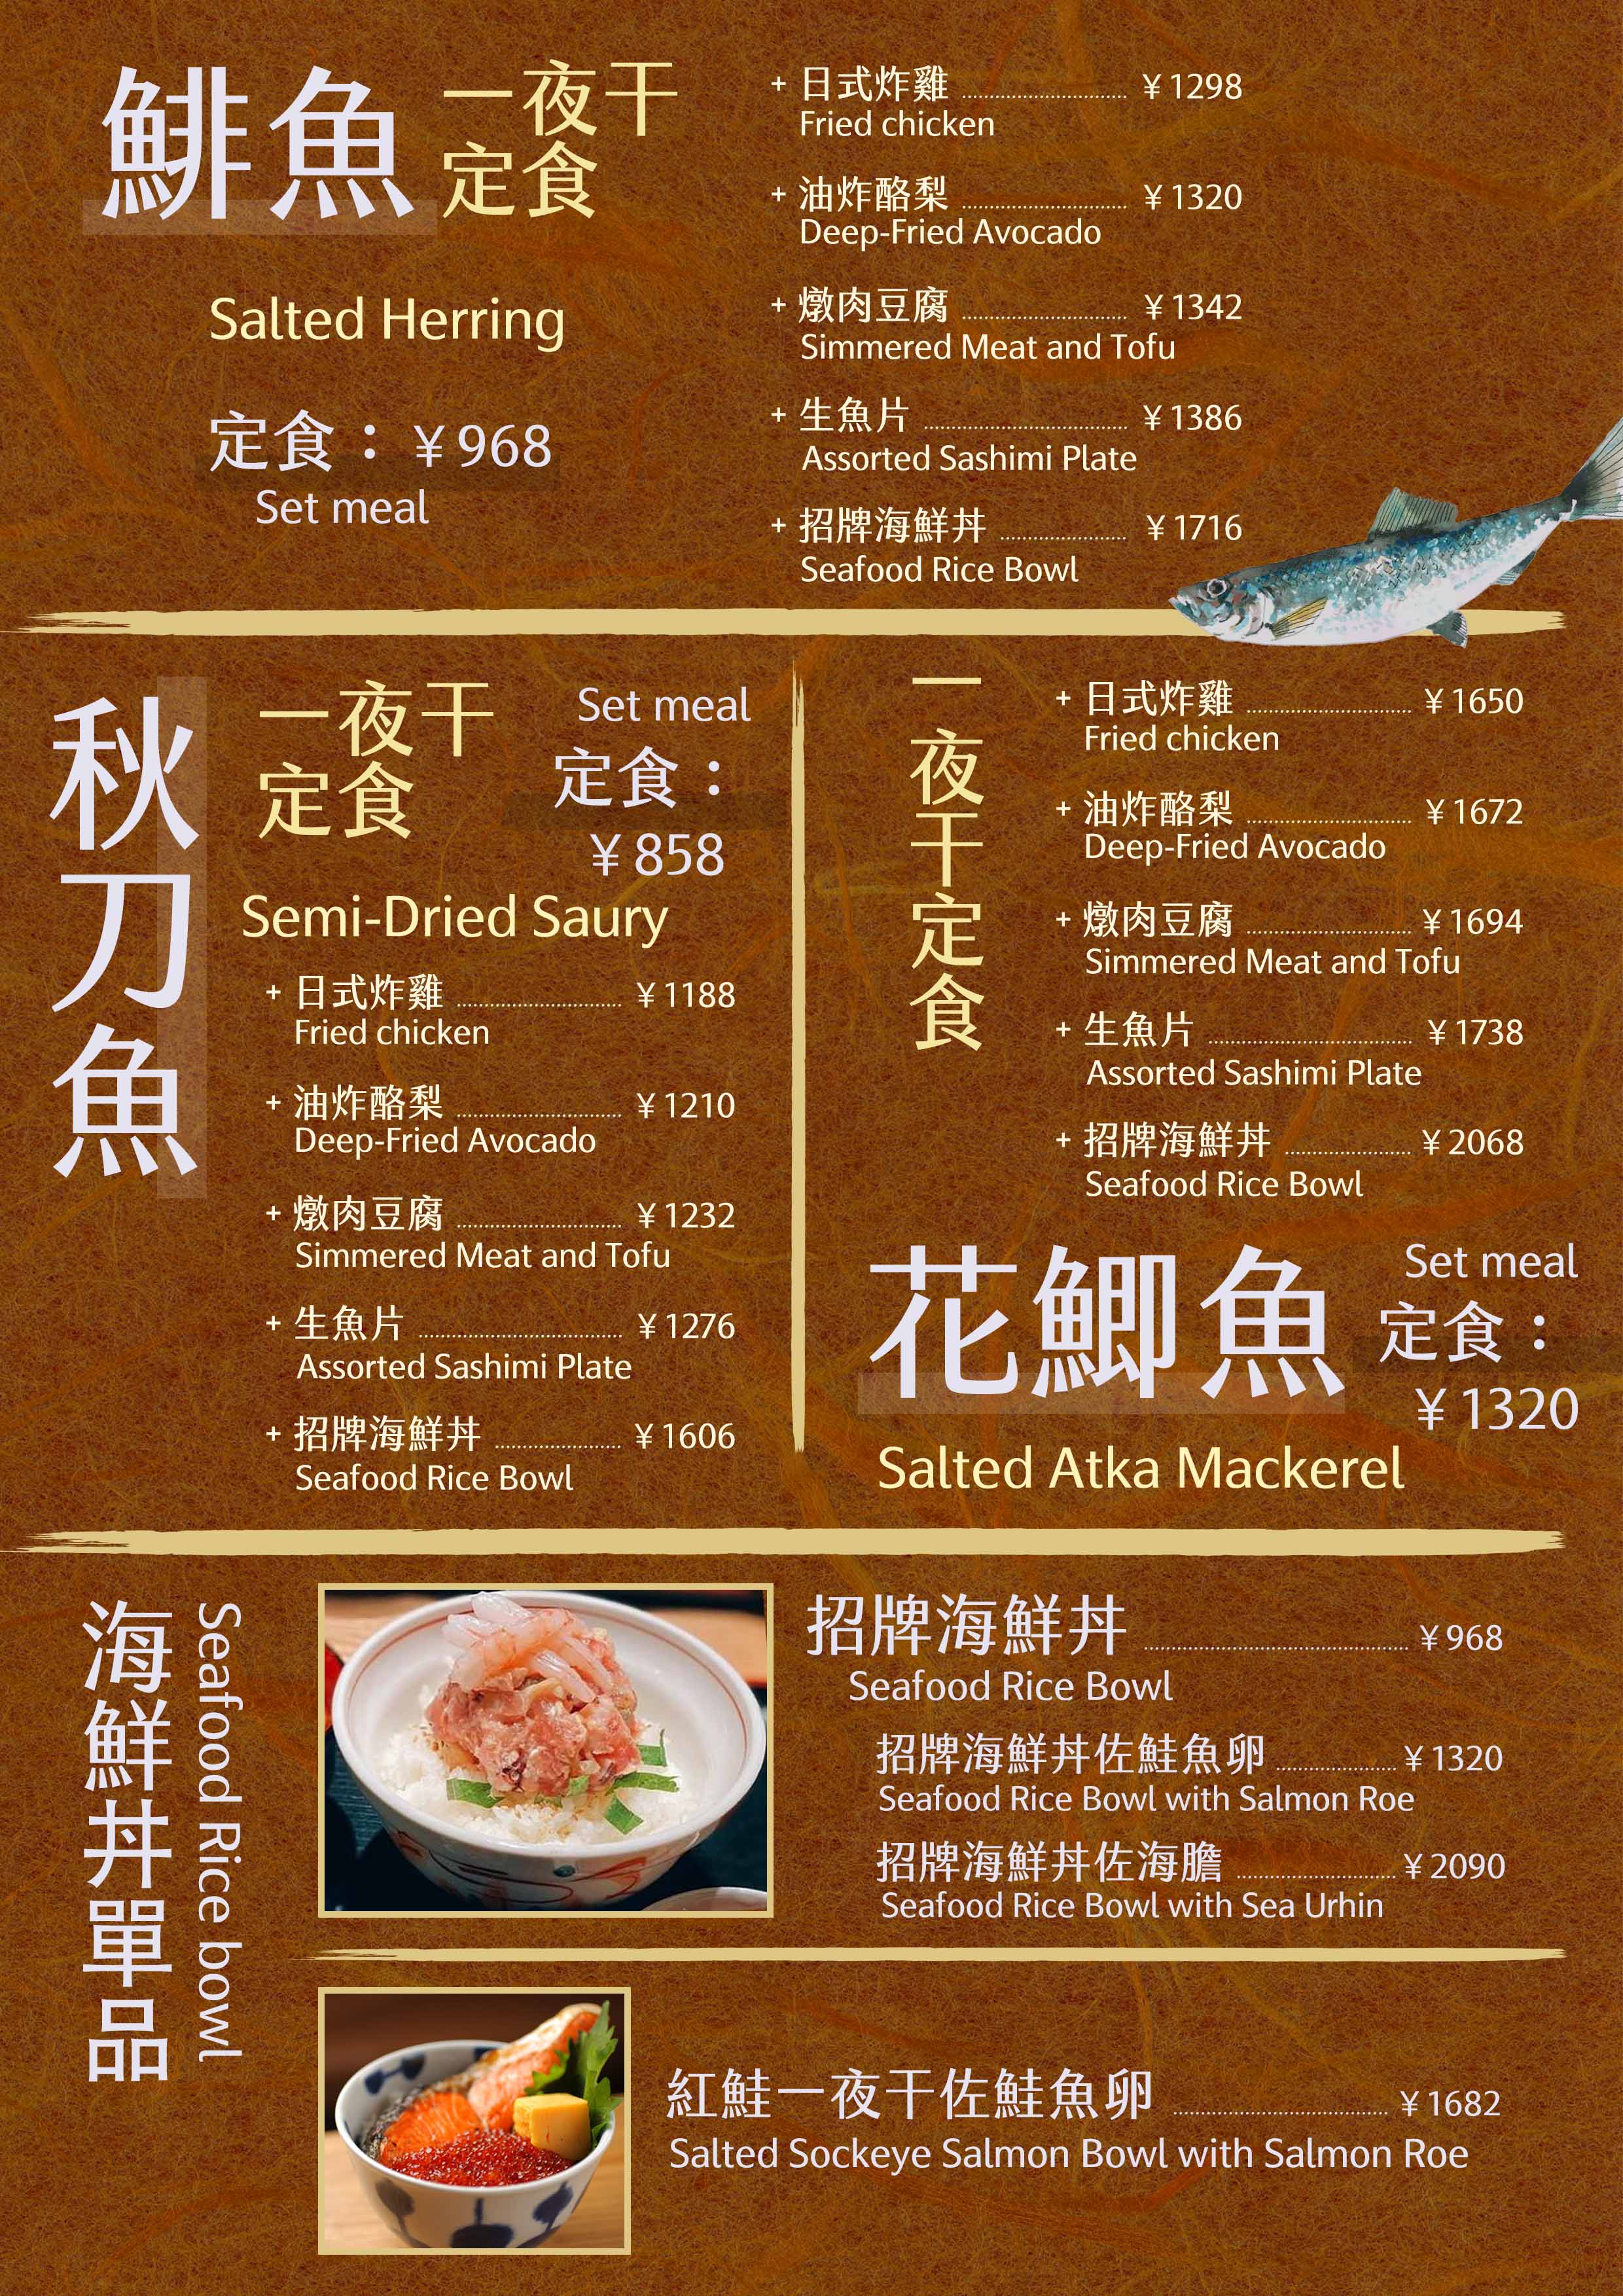 鯡魚
一夜干
定食
Salted Herring
定食：￥968
Set meal
+ 日式炸雞 ￥1298
Fried chicken
+ 油炸酪梨 ￥1320
Deep-Fried Avocado
+ 燉肉豆腐 ￥1342
Simmered Meat and Tofu
+ 生魚片 ￥1386
Assorted Sashimi Plate
+ 招牌海鮮丼 ￥1716
Seafood Rice Bowl
秋刀魚
一夜干
定食
Set meal
定食：
￥858
Semi-Dried Saury
+ 日式炸雞 ￥1188
Fried chicken
+ 油炸酪梨 ￥1210
Deep-Fried Avocado
+ 燉肉豆腐 ￥1232
Simmered Meat and Tofu
+ 生魚片 ￥1276
Assorted Sashimi Plate
+ 招牌海鮮丼 ￥1606
Seafood Rice Bowl
一夜干定食
+ 日式炸雞 ￥1650
Fried chicken
+ 油炸酪梨 ￥1672
Deep-Fried Avocado
+ 燉肉豆腐 ￥1694
Simmered Meat and Tofu
+ 生魚片 ￥1738
Assorted Sashimi Plate
+ 招牌海鮮丼 ￥2068
Seafood Rice Bowl
花鯽魚
Set meal
定食：
￥1320
Salted Atka Mackerel
海鮮丼單品
Seafood Rice bowl
招牌海鮮丼 ￥968
Seafood Rice Bowl
招牌海鮮丼佐鮭魚卵 ￥1320
Seafood Rice Bowl with Salmon Roe
招牌海鮮丼佐海膽 ￥2090
Seafood Rice Bowl with Sea Urhin
紅鮭一夜干佐鮭魚卵 ￥1682
Salted Sockeye Salmon Bowl with Salmon Roe